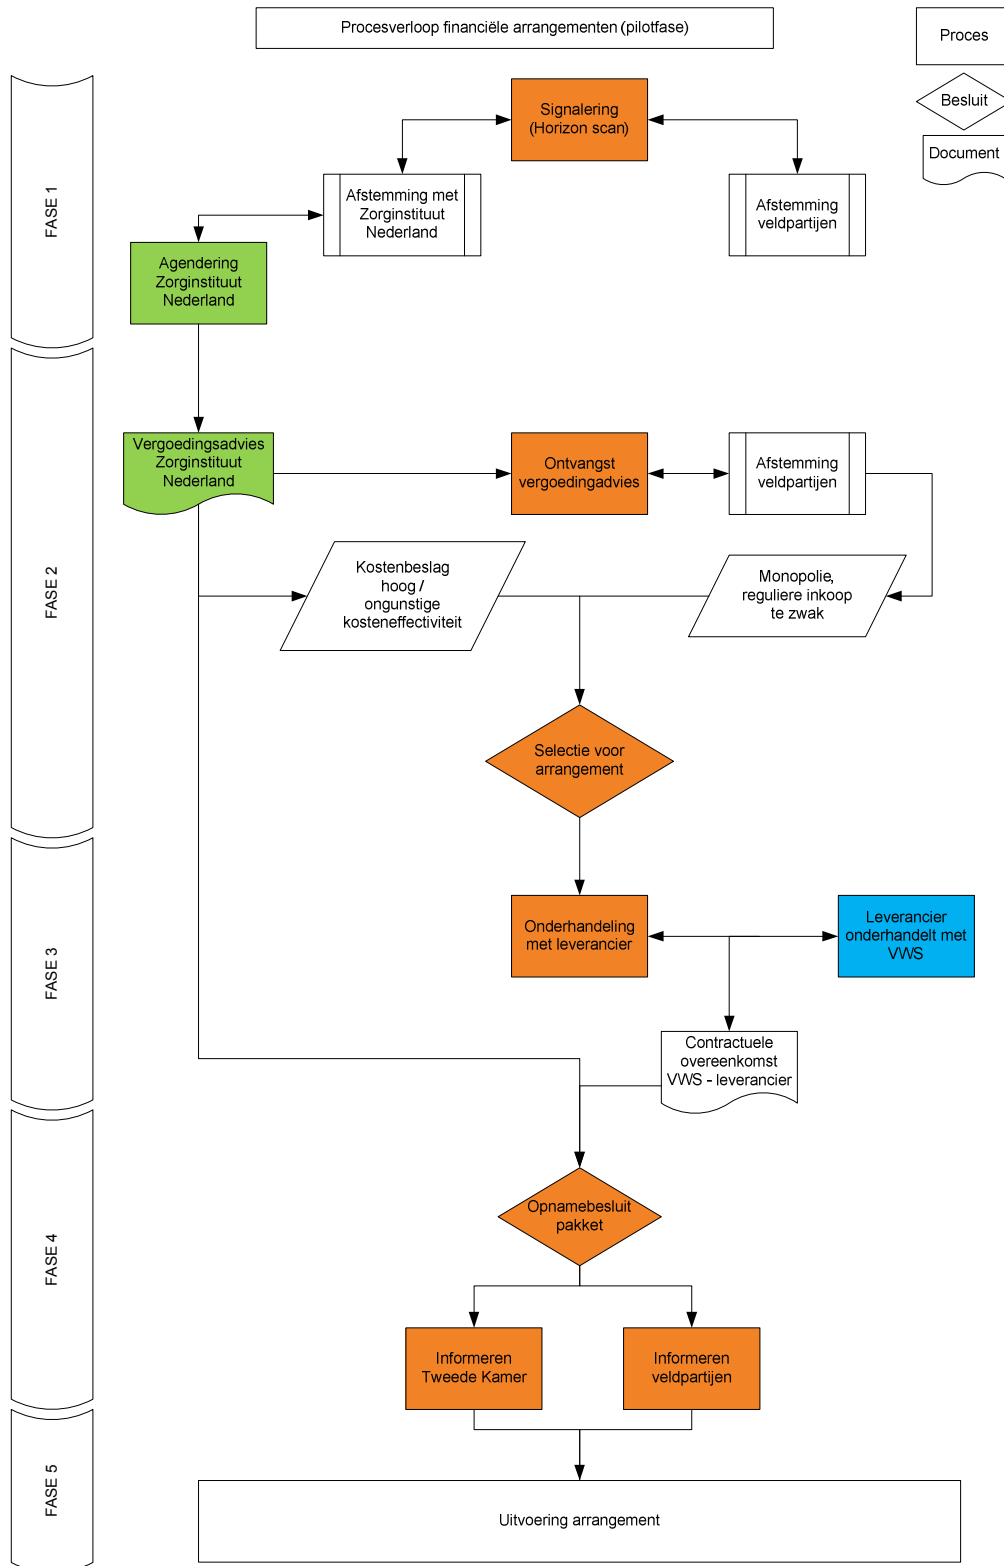 Procesverloop financiële arrangementen (pilotfase)
Proces
Besluit
Document
FASE 1
Signalering
(Horizon scan)
Afstemming met
Zorginstituut
Nederland
Afstemming
veldpartijen
Agendering
Zorginstituut
Nederland
FASE 2
Vergoedingsadvies
Zorginstituut
Nederland
Ontvangst
vergoedingadvies
Afstemming
veldpartijen
Kostenbeslag
hoog /
ongunstige
kosteneffectiviteit
Monopolie,
reguliere inkoop
te zwak
Selectie voor
arrangement
FASE 3
Onderhandeling
met leverancier
Leverancier
onderhandelt met
VWS
Contractuele
overeenkomst
VWS - leverancier
FASE 4
Opnamebesluit
pakket
Informeren
Tweede Kamer
Informeren
veldpartijen
FASE 5
Uitvoering arrangement